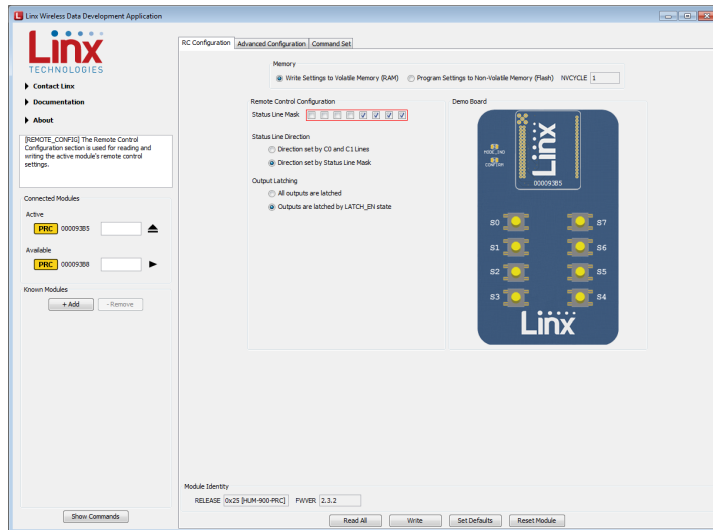 Linx Wireless Data Development Application
Linx
TECHNOLOGIES
Contact Linx
Documentation
About
[REMOTE_CONFIG] The Remote Control
Configuration section is used for reading and
writing the active module's remote control
settings.
Connected Modules
Active
PRC 000093B5
Available
PRC 000093B8
Known Modules
+ Add - Remove
Show Commands
RC Configuration Advanced Configuration Command Set
Memory
Write Settings to Volatile Memory (RAM) Program Settings to Non-Volatile Memory (Flash) NVCYCLE 1
Remote Control Configuration
Status Line Mask
Status Line Direction
Direction set by C0 and C1 Lines
Direction set by Status Line Mask
Output Latching
All outputs are latched
Outputs are latched by LATCH_EN state
Demo Board
Linx
MODE_IND
CONFIRM
000093B5
S0 S7
S1 S6
S2 S5
S3 S4
Linx
Module Identity
RELEASE 0x25 [HUM-900-PRC] FWVER 2.3.2
Read All Write Set Defaults Reset Module